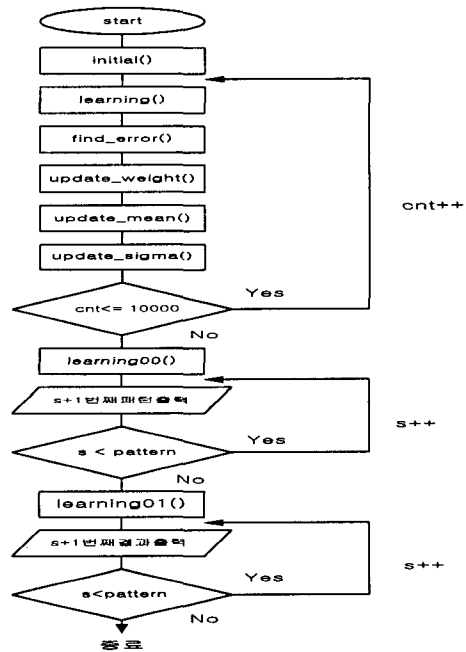 start
initial()
learning()
find_error()
update_weight()
update_mean()
update_sigma()
cnt++
cnt<= 10000
Yes
No
learning00()
s+1번째패턴출력
s++
s < pattern
Yes
No
learning01()
s+1번째결과출력
s++
s<pattern
Yes
No
종료